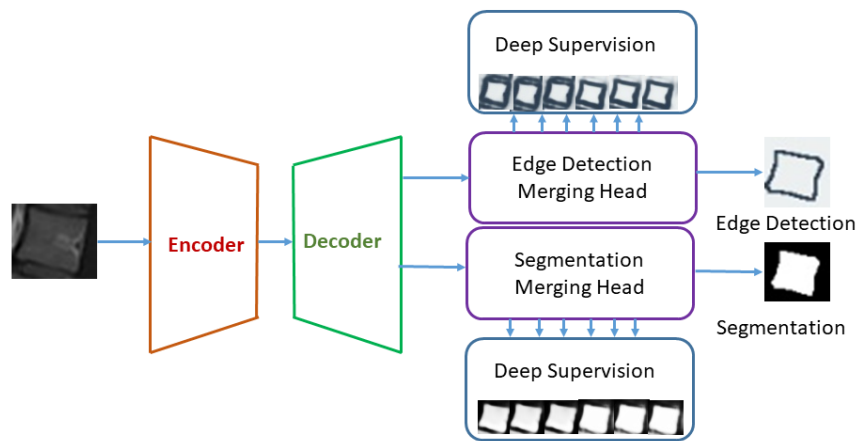 Deep Supervision
Edge Detection
Merging Head
Edge Detection
Encoder
Decoder
Segmentation
Merging Head
Segmentation
Deep Supervision